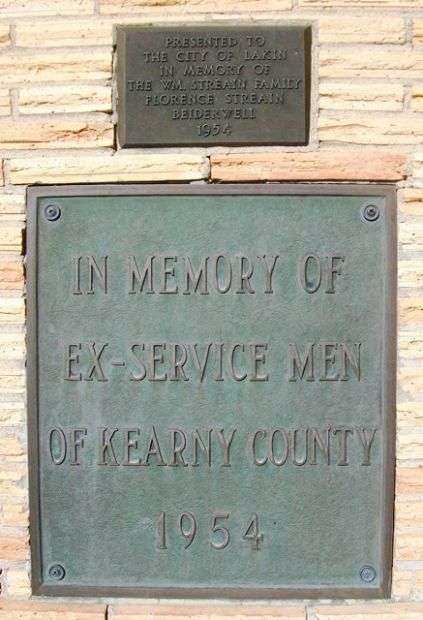 PRESENTED TO
THE CITY OF LAKIN
IN MEMORY OF
THE WM. STREAIN FAMILY
FLORENCE STREAIN
BEIDERWELL
1954
IN MEMORY OF
EX-SERVICE MEN
OF KEARNY COUNTY
1954